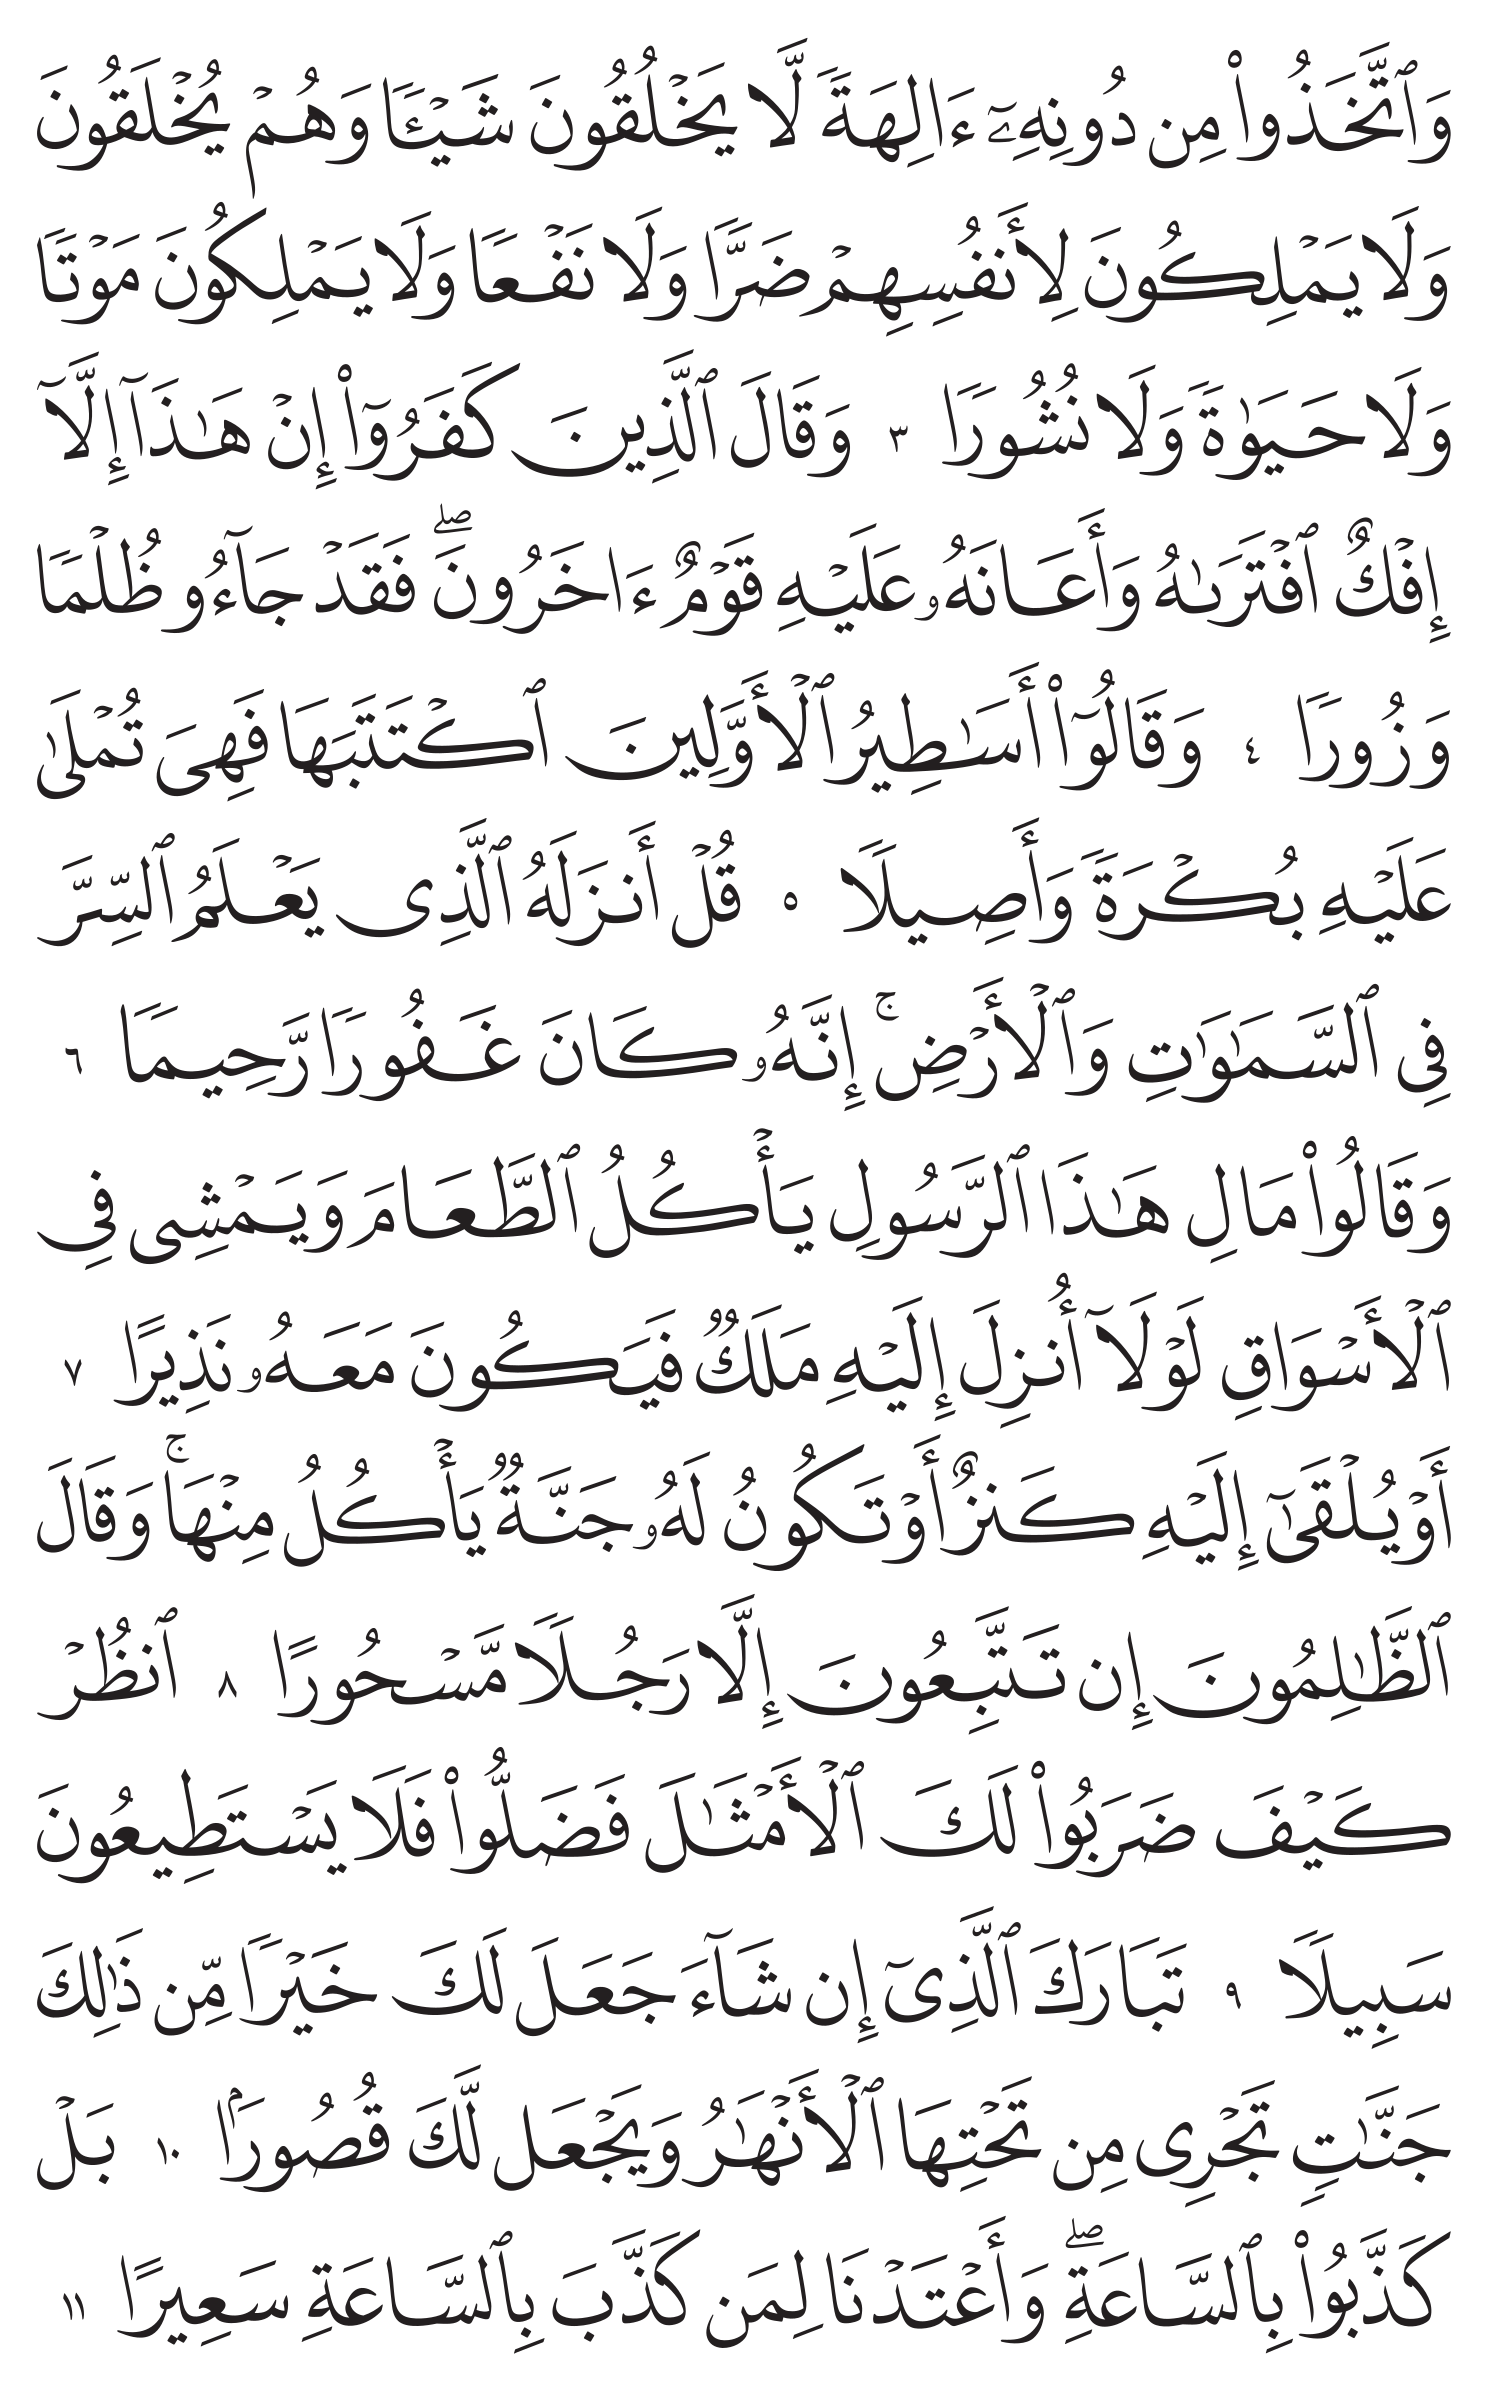 وَٱتَّخَذُوا۟ مِن دُونِهِۦٓ ءَالِهَةً لَّا يَخْلُقُونَ شَيْـًٔا وَهُمْ يُخْلَقُونَ
وَلَا يَمْلِكُونَ لِأَنفُسِهِمْ ضَرًّا وَلَا نَفْعًا وَلَا يَمْلِكُونَ مَوْتًا
وَلَا حَيَوٰةً وَلَا نُشُورًا ٣ وَقَالَ ٱلَّذِينَ كَفَرُوٓا۟ إِنْ هَـٰذَآ إِلَّآ
إِفْكٌ ٱفْتَرَىٰهُ وَأَعَانَهُۥ عَلَيْهِ قَوْمٌ ءَاخَرُونَ ۖ فَقَدْ جَآءُو ظُلْمًا
وَزُورًا ٤ وَقَالُوٓا۟ أَسَـٰطِيرُ ٱلْأَوَّلِينَ ٱكْتَتَبَهَا فَهِىَ تُمْلَىٰ
عَلَيْهِ بُكْرَةً وَأَصِيلًا ٥ قُلْ أَنزَلَهُ ٱلَّذِى يَعْلَمُ ٱلسِّرَّ
فِى ٱلسَّمَـٰوَٰتِ وَٱلْأَرْضِ ۚ إِنَّهُۥ كَانَ غَفُورًا رَّحِيمًا ٦
وَقَالُوا۟ مَالِ هَـٰذَا ٱلرَّسُولِ يَأْكُلُ ٱلطَّعَامَ وَيَمْشِى فِى
ٱلْأَسْوَاقِ لَوْلَآ أُنزِلَ إِلَيْهِ مَلَكٌ فَيَكُونَ مَعَهُۥ نَذِيرًا ٧
أَوْ يُلْقَىٰٓ إِلَيْهِ كَنزٌ أَوْ تَكُونُ لَهُۥ جَنَّةٌ يَأْكُلُ مِنْهَا ۚ وَقَالَ
ٱلظَّـٰلِمُونَ إِن تَتَّبِعُونَ إِلَّا رَجُلًا مَّسْحُورًا ٨ ٱنظُرْ
كَيْفَ ضَرَبُوا۟ لَكَ ٱلْأَمْثَـٰلَ فَضَلُّوا۟ فَلَا يَسْتَطِيعُونَ
سَبِيلًا ٩ تَبَارَكَ ٱلَّذِىٓ إِن شَآءَ جَعَلَ لَكَ خَيْرًا مِّن ذَٰلِكَ
جَنَّـٰتٍ تَجْرِى مِن تَحْتِهَا ٱلْأَنْهَـٰرُ وَيَجْعَل لَّكَ قُصُورًۢا ١٠ بَلْ
كَذَّبُوا۟ بِٱلسَّاعَةِ ۖ وَأَعْتَدْنَا لِمَن كَذَّبَ بِٱلسَّاعَةِ سَعِيرًا ١١